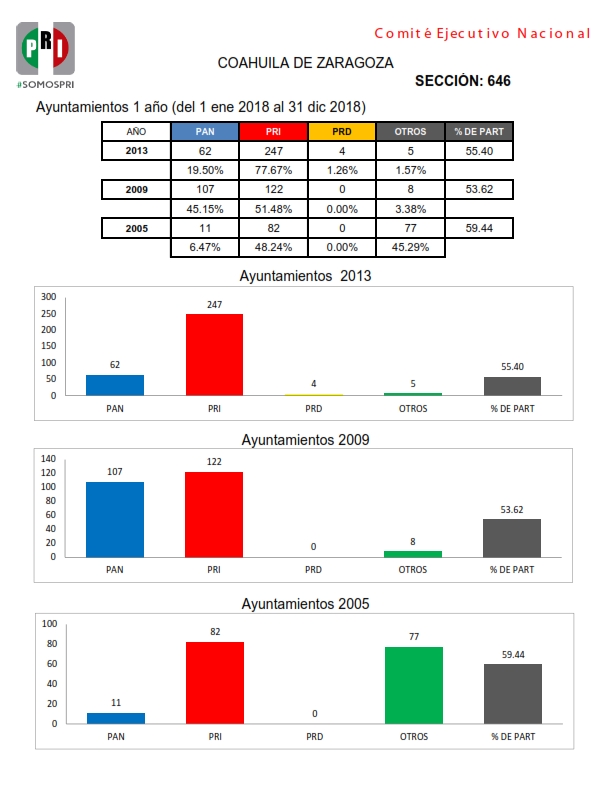 PRI
#SOMOSPRI
Comité Ejecutivo Nacional
COAHUILA DE ZARAGOZA
SECCIÓN: 646
Ayuntamientos 1 año (del 1 ene 2018 al 31 dic 2018)
AÑO PAN PRI PRD OTROS % DE PART
2013 62 247 4 5 55.40
19.50% 77.67% 1.26% 1.57%
2009 107 122 0 8 53.62
45.15% 51.48% 0.00% 3.38%
2005 11 82 0 77 59.44
6.47% 48.24% 0.00% 45.29%
Ayuntamientos 2013
300
250
200
150
100
50
0
62 247 4 5 55.40
PAN PRI PRD OTROS % DE PART
Ayuntamientos 2009
140
120
100
80
60
40
20
0
107 122 0 8 53.62
PAN PRI PRD OTROS % DE PART
Ayuntamientos 2005
100
80
60
40
20
0
11 82 0 77 59.44
PAN PRI PRD OTROS % DE PART